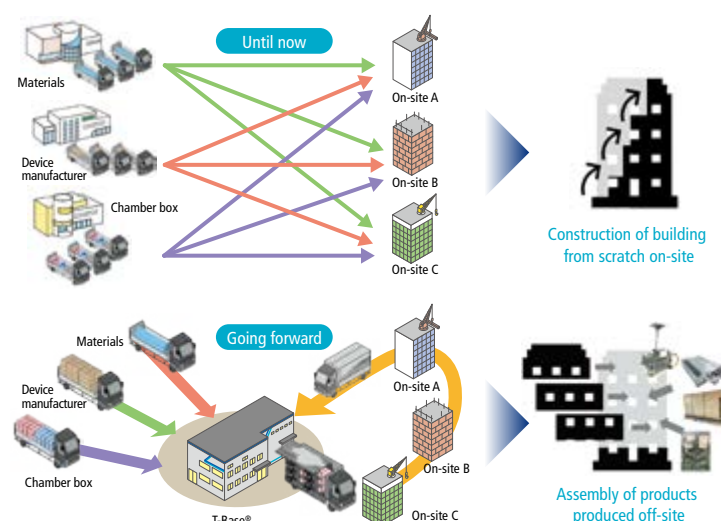 Until now
Materials
On-site A
Device
manufacturer
On-site B
Chamber box
On-site C
Construction of building
from scratch on-site
Materials
Going forward
Device
manufacturer
On-site A
On-site B
Chamber box
T-Base®
On-site C
Assembly of products
produced off-site